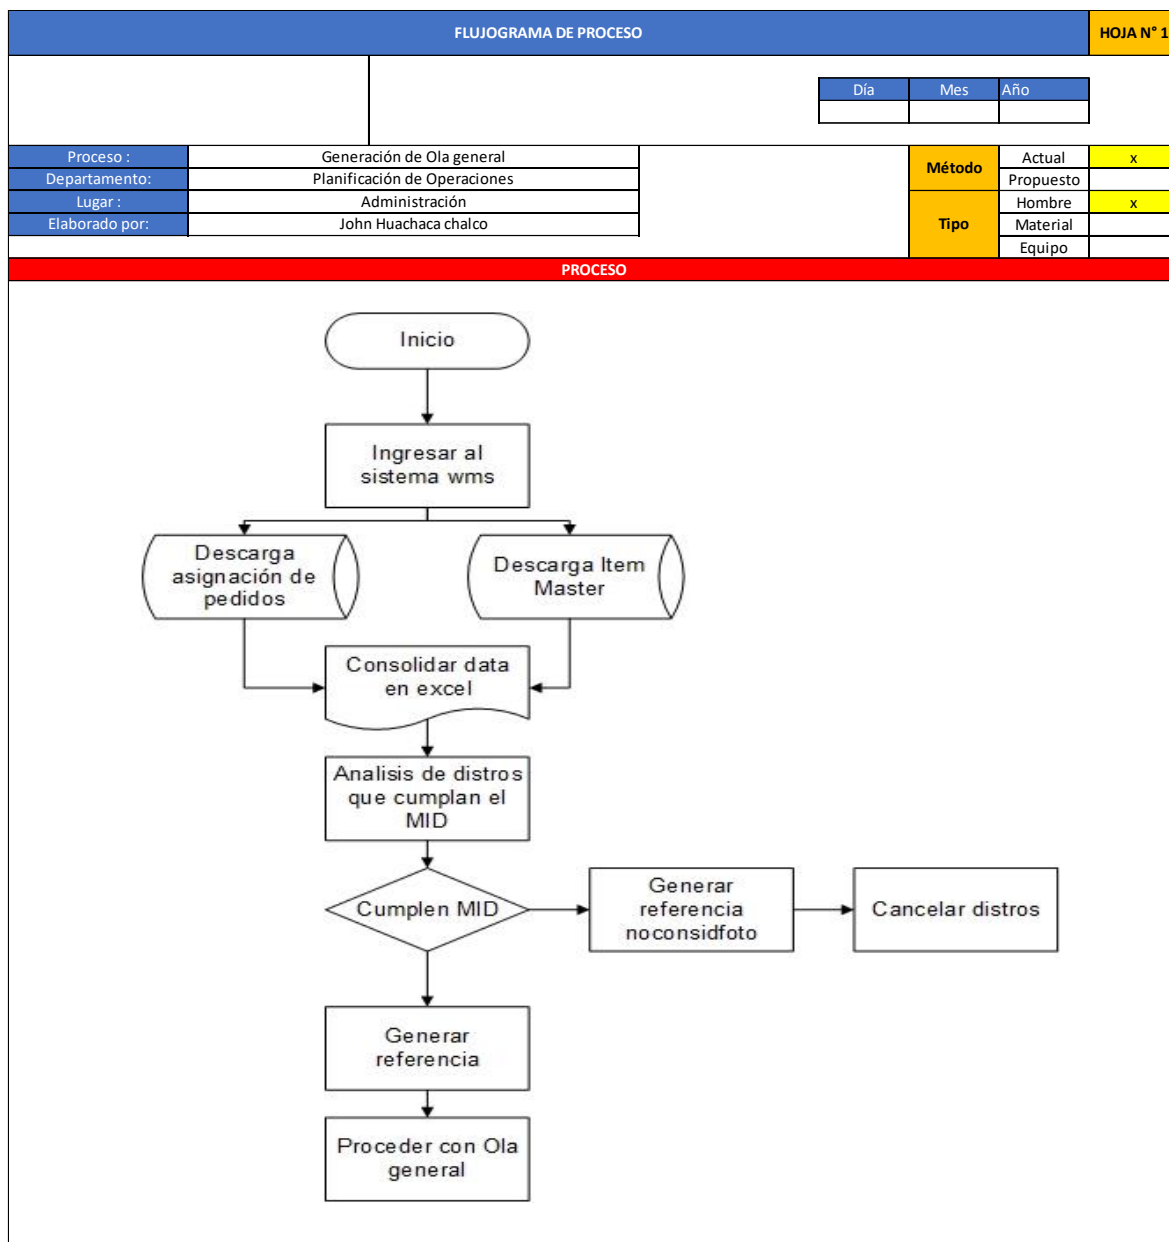 FLUJOGRAMA DE PROCESO
HOJA N° 1
Día Mes Año
Proceso : Generación de Ola general
Departamento: Planificación de Operaciones
Lugar : Administración
Elaborado por: John Huachaca chalco
Método
Actual x
Propuesto
Tipo
Hombre x
Material
Equipo
PROCESO
Inicio
Ingresar al
sistema wms
Descarga
asignación de
pedidos
Descarga Item
Master
Consolidar data
en excel
Analisis de distros
que cumplan el
MID
Cumplen MID
Generar
referencia
noconsidfoto
Cancelar distros
Generar
referencia
Proceder con Ola
general